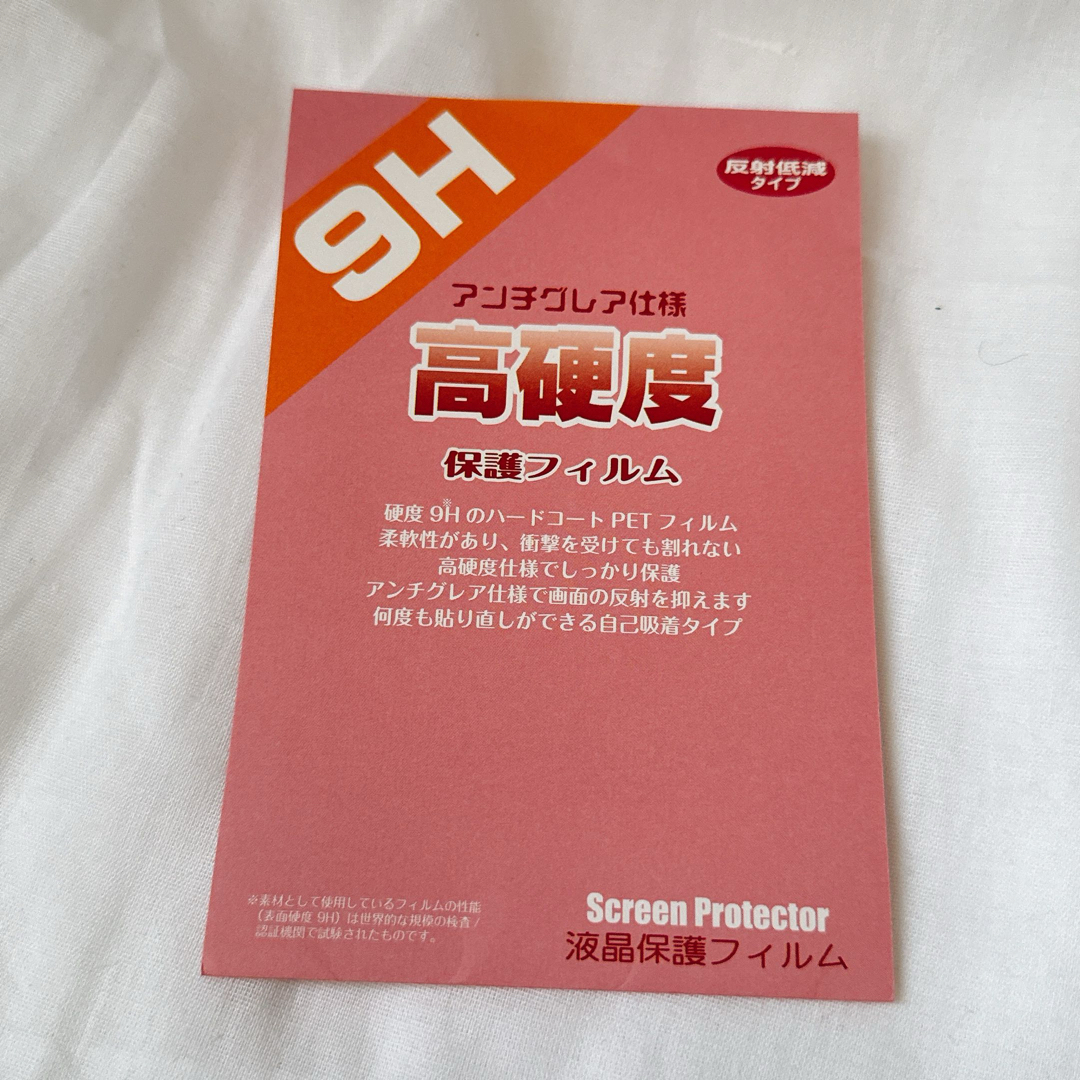 9H
反射低減
タイプ
アンチグレア仕様
高硬度
保護フィルム
※
硬度 9H のハードコート PET フィルム
柔軟性があり、衝撃を受けても割れない
高硬度仕様でしっかり保護
アンチグレア仕様で画面の反射を抑えます
何度も貼り直しができる自己吸着タイプ
※素材として使用しているフィルムの性能
（表面硬度 9H）は世界的な規模の検査/
認証機関で試験されたものです。
Screen Protector
液晶保護フィルム